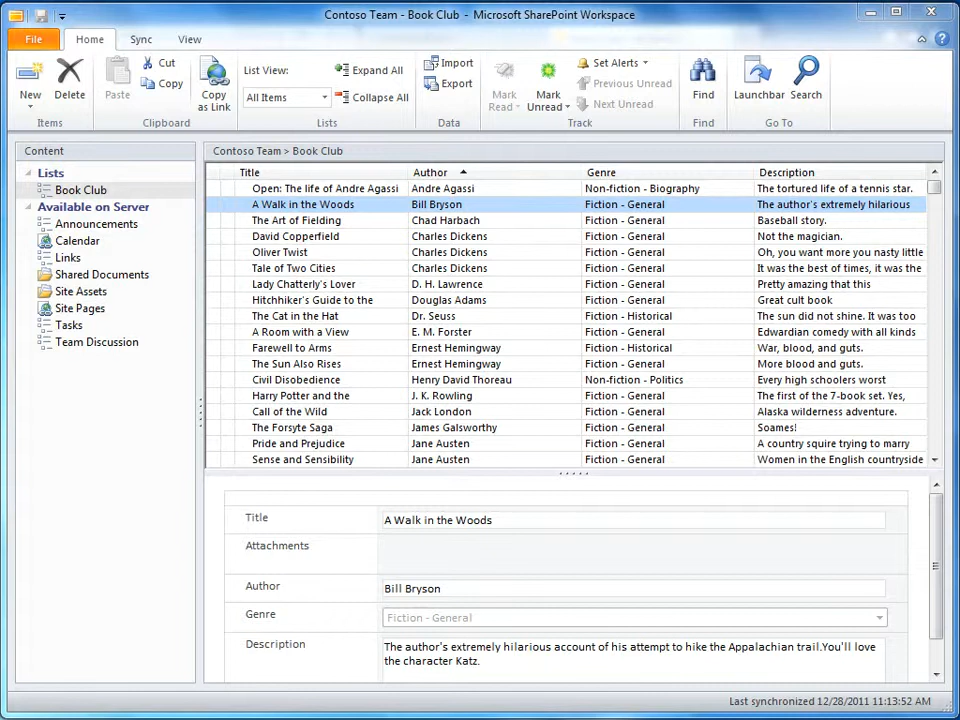 Contoso Team - Book Club - Microsoft SharePoint Workspace
File Home Sync View
New Delete Paste Cut Copy Copy as Link List View: All Items Expand All Collapse All Import Export Mark Read Mark Unread Set Alerts Previous Unread Next Unread Find Launchbar Search
Items Clipboard Lists Data Track Find Go To
Content
Lists
Book Club
Available on Server
Announcements
Calendar
Links
Shared Documents
Site Assets
Site Pages
Tasks
Team Discussion
Contoso Team > Book Club
Title Author Genre Description
Open: The life of Andre Agassi Andre Agassi Non-fiction - Biography The tortured life of a tennis star.
A Walk in the Woods Bill Bryson Fiction - General The author's extremely hilarious
The Art of Fielding Chad Harbach Fiction - General Baseball story.
David Copperfield Charles Dickens Fiction - General Not the magician.
Oliver Twist Charles Dickens Fiction - General Oh, you want more you nasty little
Tale of Two Cities Charles Dickens Fiction - General It was the best of times, it was the
Lady Chatterly's Lover D. H. Lawrence Fiction - General Pretty amazing that this
Hitchhiker's Guide to the Douglas Adams Fiction - General Great cult book
The Cat in the Hat Dr. Seuss Fiction - Historical The sun did not shine. It was too
A Room with a View E. M. Forster Fiction - General Edwardian comedy with all kinds
Farewell to Arms Ernest Hemingway Fiction - Historical War, blood, and guts.
The Sun Also Rises Ernest Hemingway Fiction - General More blood and guts.
Civil Disobedience Henry David Thoreau Non-fiction - Politics Every high schoolers worst
Harry Potter and the J. K. Rowling Fiction - General The first of the 7-book set. Yes,
Call of the Wild Jack London Fiction - General Alaska wilderness adventure.
The Forsyte Saga James Galsworthy Fiction - General Soames!
Pride and Prejudice Jane Austen Fiction - General A country squire trying to marry
Sense and Sensibility Jane Austen Fiction - General Women in the English countryside
Title A Walk in the Woods
Attachments
Author Bill Bryson
Genre Fiction - General
Description The author's extremely hilarious account of his attempt to hike the Appalachian trail.You'll love
the character Katz.
Last synchronized 12/28/2011 11:13:52 AM